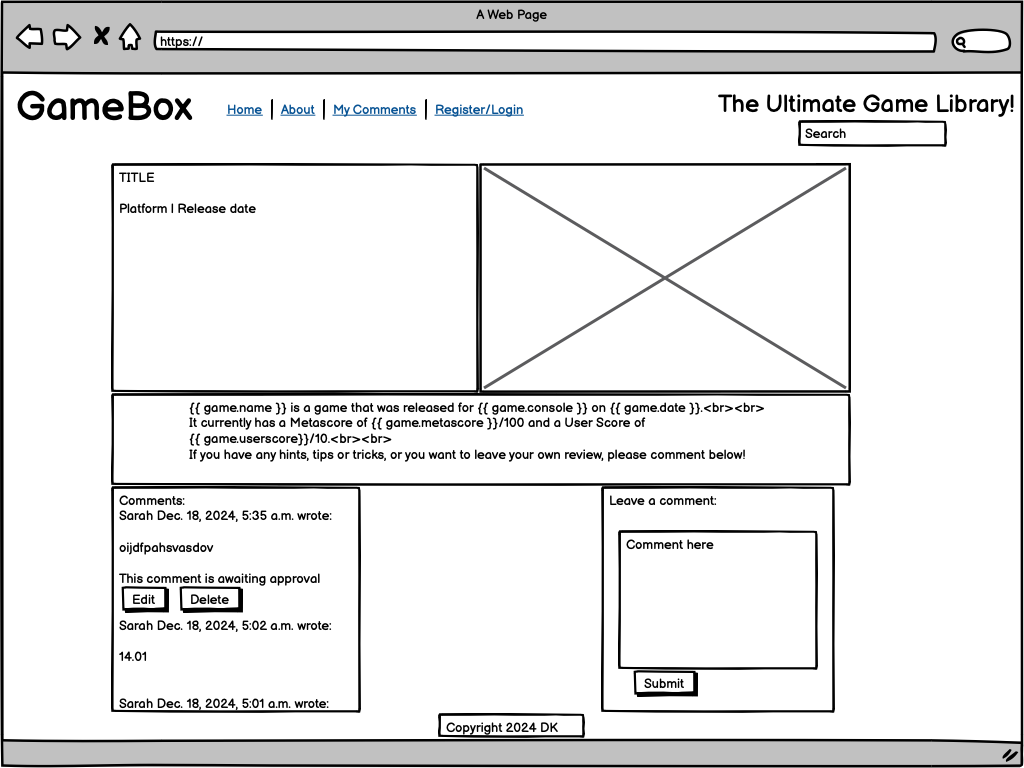 A Web Page
https://
GameBox
Home | About | My Comments | Register/Login
The Ultimate Game Library!
Search
TITLE
Platform | Release date
{{ game.name }} is a game that was released for {{ game.console }} on {{ game.date }}.<br><br>
It currently has a Metascore of {{ game.metascore }}/100 and a User Score of
{{ game.userscore}}/10.<br><br>
If you have any hints, tips or tricks, or you want to leave your own review, please comment below!
Comments:
Sarah Dec. 18, 2024, 5:35 a.m. wrote:
oijdfpahsvasdov
This comment is awaiting approval
Edit
Delete
Sarah Dec. 18, 2024, 5:02 a.m. wrote:
14.01
Sarah Dec. 18, 2024, 5:01 a.m. wrote:
Leave a comment:
Comment here
Submit
Copyright 2024 DK